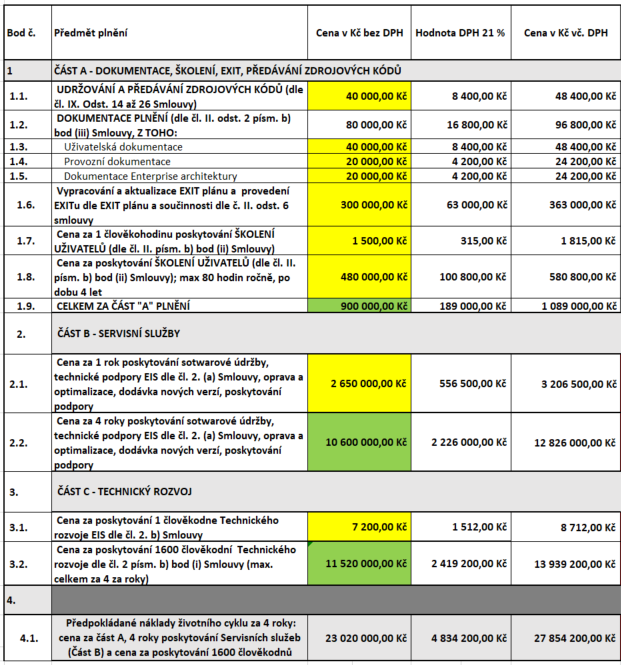 Bod č. Předmět plnění Cena v Kč bez DPH Hodnota DPH 21 % Cena v Kč vč. DPH
1 ČÁST A - DOKUMENTACE, ŠKOLENÍ, EXIT, PŘEDÁVÁNÍ ZDROJOVÝCH KÓDŮ
1.1. UDRŽOVÁNÍ A PŘEDÁVÁNÍ ZDROJOVÝCH KÓDŮ (dle
čl. IX. Odst. 14 až 26 Smlouvy) 40 000,00 Kč 8 400,00 Kč 48 400,00 Kč
1.2. DOKUMENTACE PLNĚNÍ (dle čl. II. odst. 2 písm. b)
bod (iii) Smlouvy, Z TOHO: 80 000,00 Kč 16 800,00 Kč 96 800,00 Kč
1.3. Uživatelská dokumentace 40 000,00 Kč 8 400,00 Kč 48 400,00 Kč
1.4. Provozní dokumentace 20 000,00 Kč 4 200,00 Kč 24 200,00 Kč
1.5. Dokumentace Enterprise architektury 20 000,00 Kč 4 200,00 Kč 24 200,00 Kč
Vypracování a aktualizace EXIT plánu a provedení
1.6. EXITu dle EXIT plánu a součinnosti dle č. II. odst. 6 300 000,00 Kč 63 000,00 Kč 363 000,00 Kč
smlouvy
1.7. Cena za 1 člověkohodinu poskytování ŠKOLENÍ
UŽIVATELŮ (dle čl. II. písm. b) bod (ii) Smlouvy) 1 500,00 Kč 315,00 Kč 1 815,00 Kč
Cena za poskytování ŠKOLENÍ UŽIVATELŮ (dle čl. II.
1.8. písm. b) bod (ii) Smlouvy); max 80 hodin ročně, po 480 000,00 Kč 100 800,00 Kč 580 800,00 Kč
dobu 4 let
1.9. CELKEM ZA ČÁST "A" PLNĚNÍ 900 000,00 Kč 189 000,00 Kč 1 089 000,00 Kč
2. ČÁST B - SERVISNÍ SLUŽBY
Cena za 1 rok poskytování sotwarové údržby,
technické podpory EIS dle čl. 2. (a) Smlouvy, oprava a
2.1. optimalizace, dodávka nových verzí, poskytování 2 650 000,00 Kč 556 500,00 Kč 3 206 500,00 Kč
podpory
Cena za 4 roky poskytování sotwarové údržby,
technické podpory EIS dle čl. 2. (a) Smlouvy, oprava a
2.2. optimalizace, dodávka nových verzí, poskytování 10 600 000,00 Kč 2 226 000,00 Kč 12 826 000,00 Kč
podpory
3. ČÁST C - TECHNICKÝ ROZVOJ
3.1. Cena za poskytování 1 člověkodne Technického
rozvoje EIS dle čl. 2. b) Smlouvy 7 200,00 Kč 1 512,00 Kč 8 712,00 Kč
Cena za poskytování 1600 člověkodní Technického
3.2. rozvoje dle čl. 2 písm. b) bod (i) Smlouvy (max. 11 520 000,00 Kč 2 419 200,00 Kč 13 939 200,00 Kč
celkem za 4 za roky)
4.
Předpokládané náklady životního cyklu za 4 roky:
4.1. cena za část A, 4 roky poskytování Servisních služeb 23 020 000,00 Kč 4 834 200,00 Kč 27 854 200,00 Kč
(Část B) a cena za poskytování 1600 člověkodnů